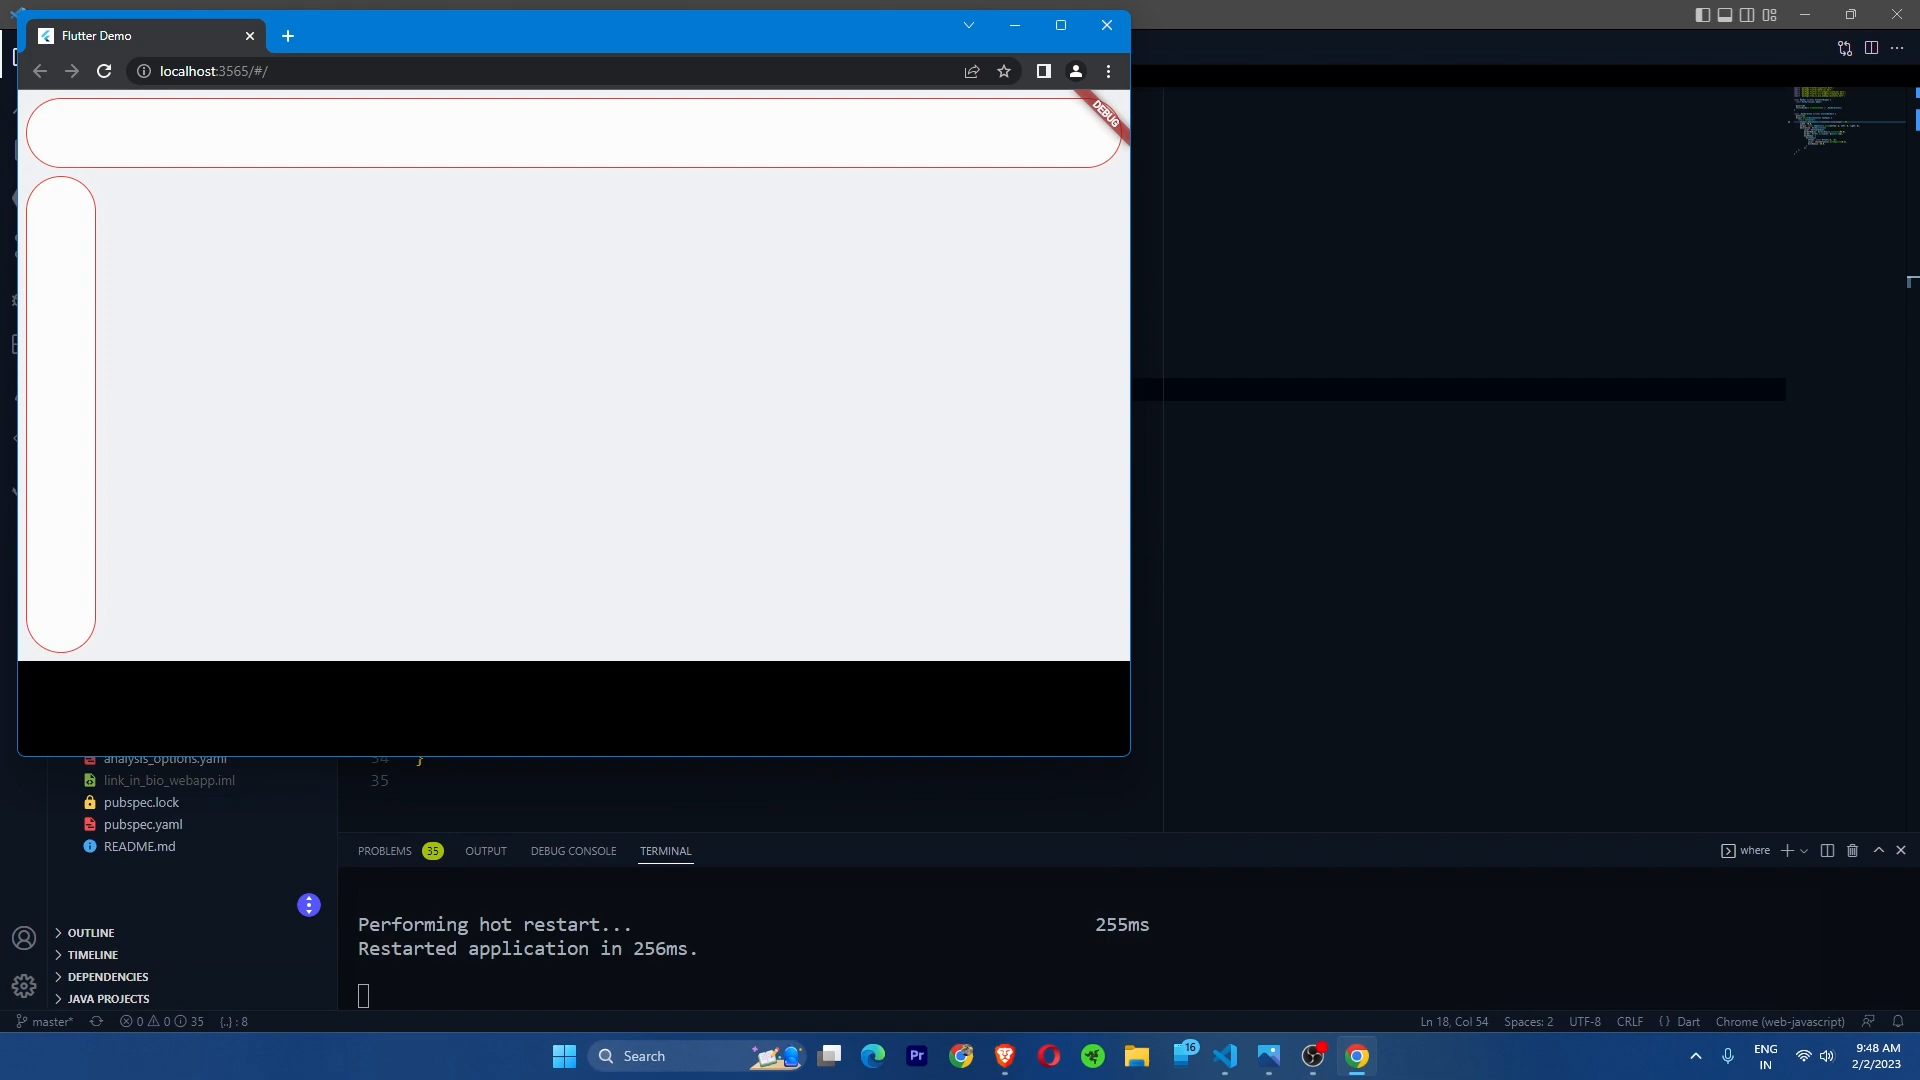 Flutter Demo
localhost:3565/#/
DEBUG
analysis_options.yaml
34 }
link_in_bio_webapp.iml
35
pubspec.lock
pubspec.yaml
README.md
PROBLEMS 35 OUTPUT DEBUG CONSOLE TERMINAL
where
Performing hot restart... 255ms
Restarted application in 256ms.
OUTLINE
TIMELINE
DEPENDENCIES
JAVA PROJECTS
master* 0 0 35 {..} : 8
Ln 18, Col 54 Spaces: 2 UTF-8 CRLF { } Dart Chrome (web-javascript)
Search
Pr
16
ENG
IN
9:48 AM
2/2/2023